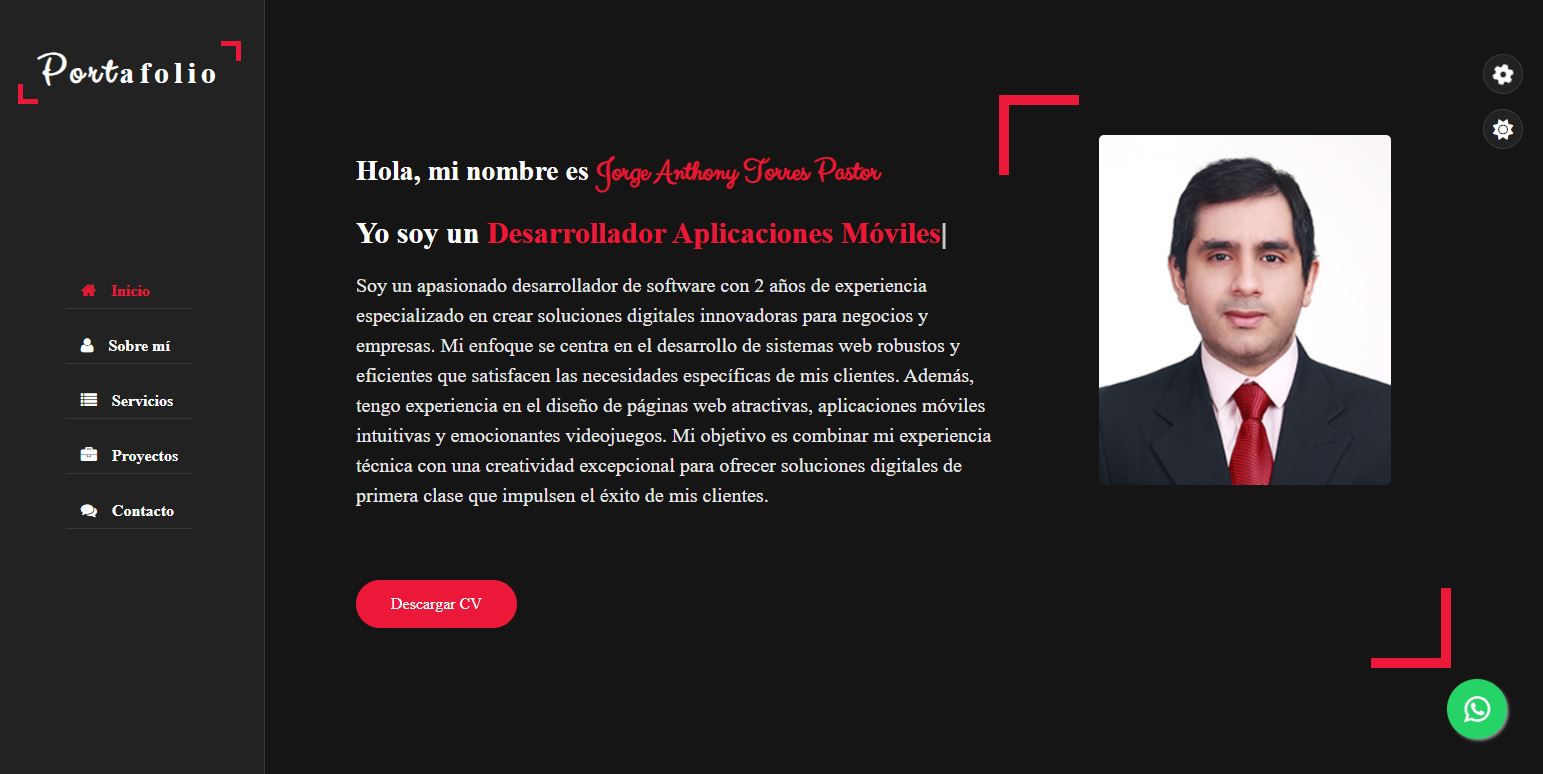 Portafolio
Inicio
Sobre mí
Servicios
Proyectos
Contacto
Hola, mi nombre es Jorge Anthony Torres Pastor
Yo soy un Desarrollador Aplicaciones Móviles|
Soy un apasionado desarrollador de software con 2 años de experiencia
especializado en crear soluciones digitales innovadoras para negocios y
empresas. Mi enfoque se centra en el desarrollo de sistemas web robustos y
eficientes que satisfacen las necesidades específicas de mis clientes. Además,
tengo experiencia en el diseño de páginas web atractivas, aplicaciones móviles
intuitivas y emocionantes videojuegos. Mi objetivo es combinar mi experiencia
técnica con una creatividad excepcional para ofrecer soluciones digitales de
primera clase que impulsen el éxito de mis clientes.
Descargar CV